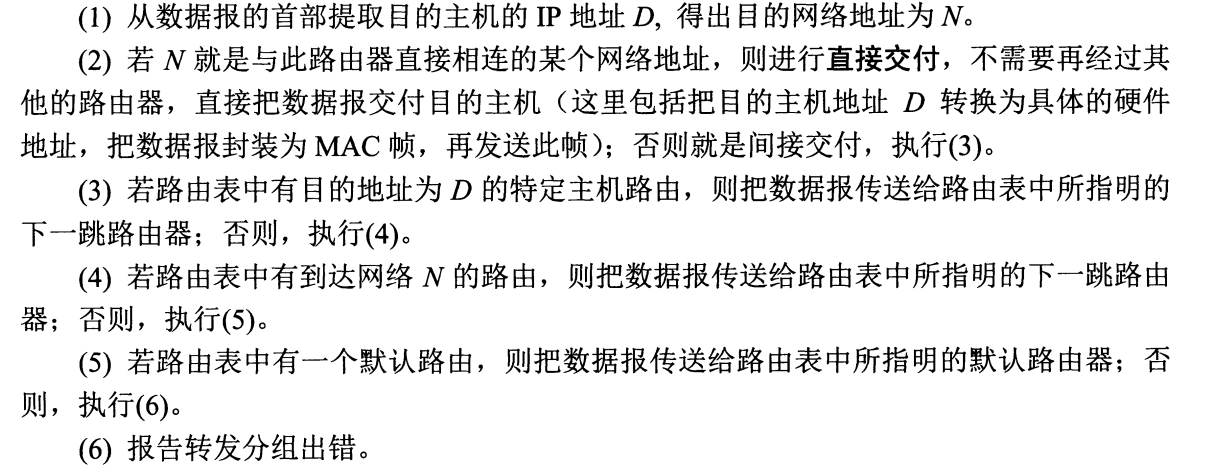 (1) 从数据报的首部提取目的主机的 IP 地址 D, 得出目的网络地址为 N。
(2) 若 N 就是与此路由器直接相连的某个网络地址，则进行直接交付，不需要再经过其
他的路由器，直接把数据报交付目的主机（这里包括把目的主机地址 D 转换为具体的硬件
地址，把数据报封装为 MAC 帧，再发送此帧）；否则就是间接交付，执行(3)。
(3) 若路由表中有目的地址为 D 的特定主机路由，则把数据报传送给路由表中所指明的
下一跳路由器；否则，执行(4)。
(4) 若路由表中有到达网络 N 的路由，则把数据报传送给路由表中所指明的下一跳路由
器；否则，执行(5)。
(5) 若路由表中有一个默认路由，则把数据报传送给路由表中所指明的默认路由器；否
则，执行(6)。
(6) 报告转发分组出错。